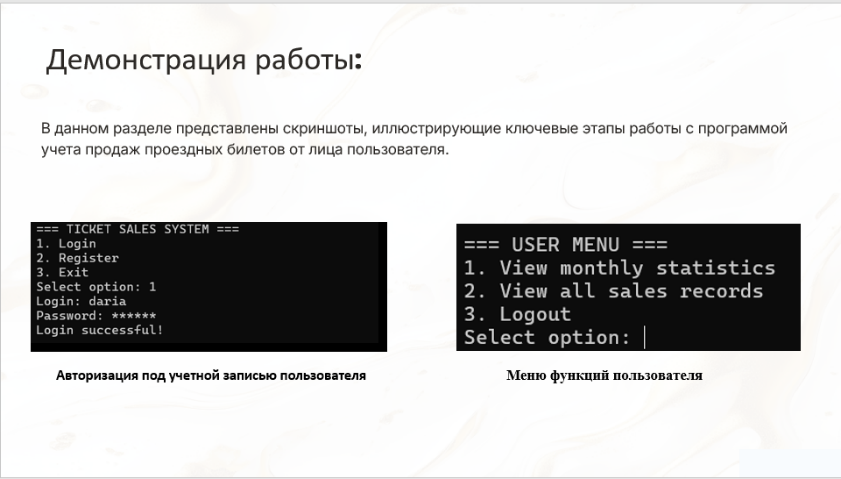 Демонстрация работы:
В данном разделе представлены скриншоты, иллюстрирующие ключевые этапы работы с программой
учета продаж проездных билетов от лица пользователя.
=== TICKET SALES SYSTEM ===
1. Login
2. Register
3. Exit
Select option: 1
Login: daria
Password: ******
Login successful!
Авторизация под учетной записью пользователя
=== USER MENU ===
1. View monthly statistics
2. View all sales records
3. Logout
Select option:
Меню функций пользователя